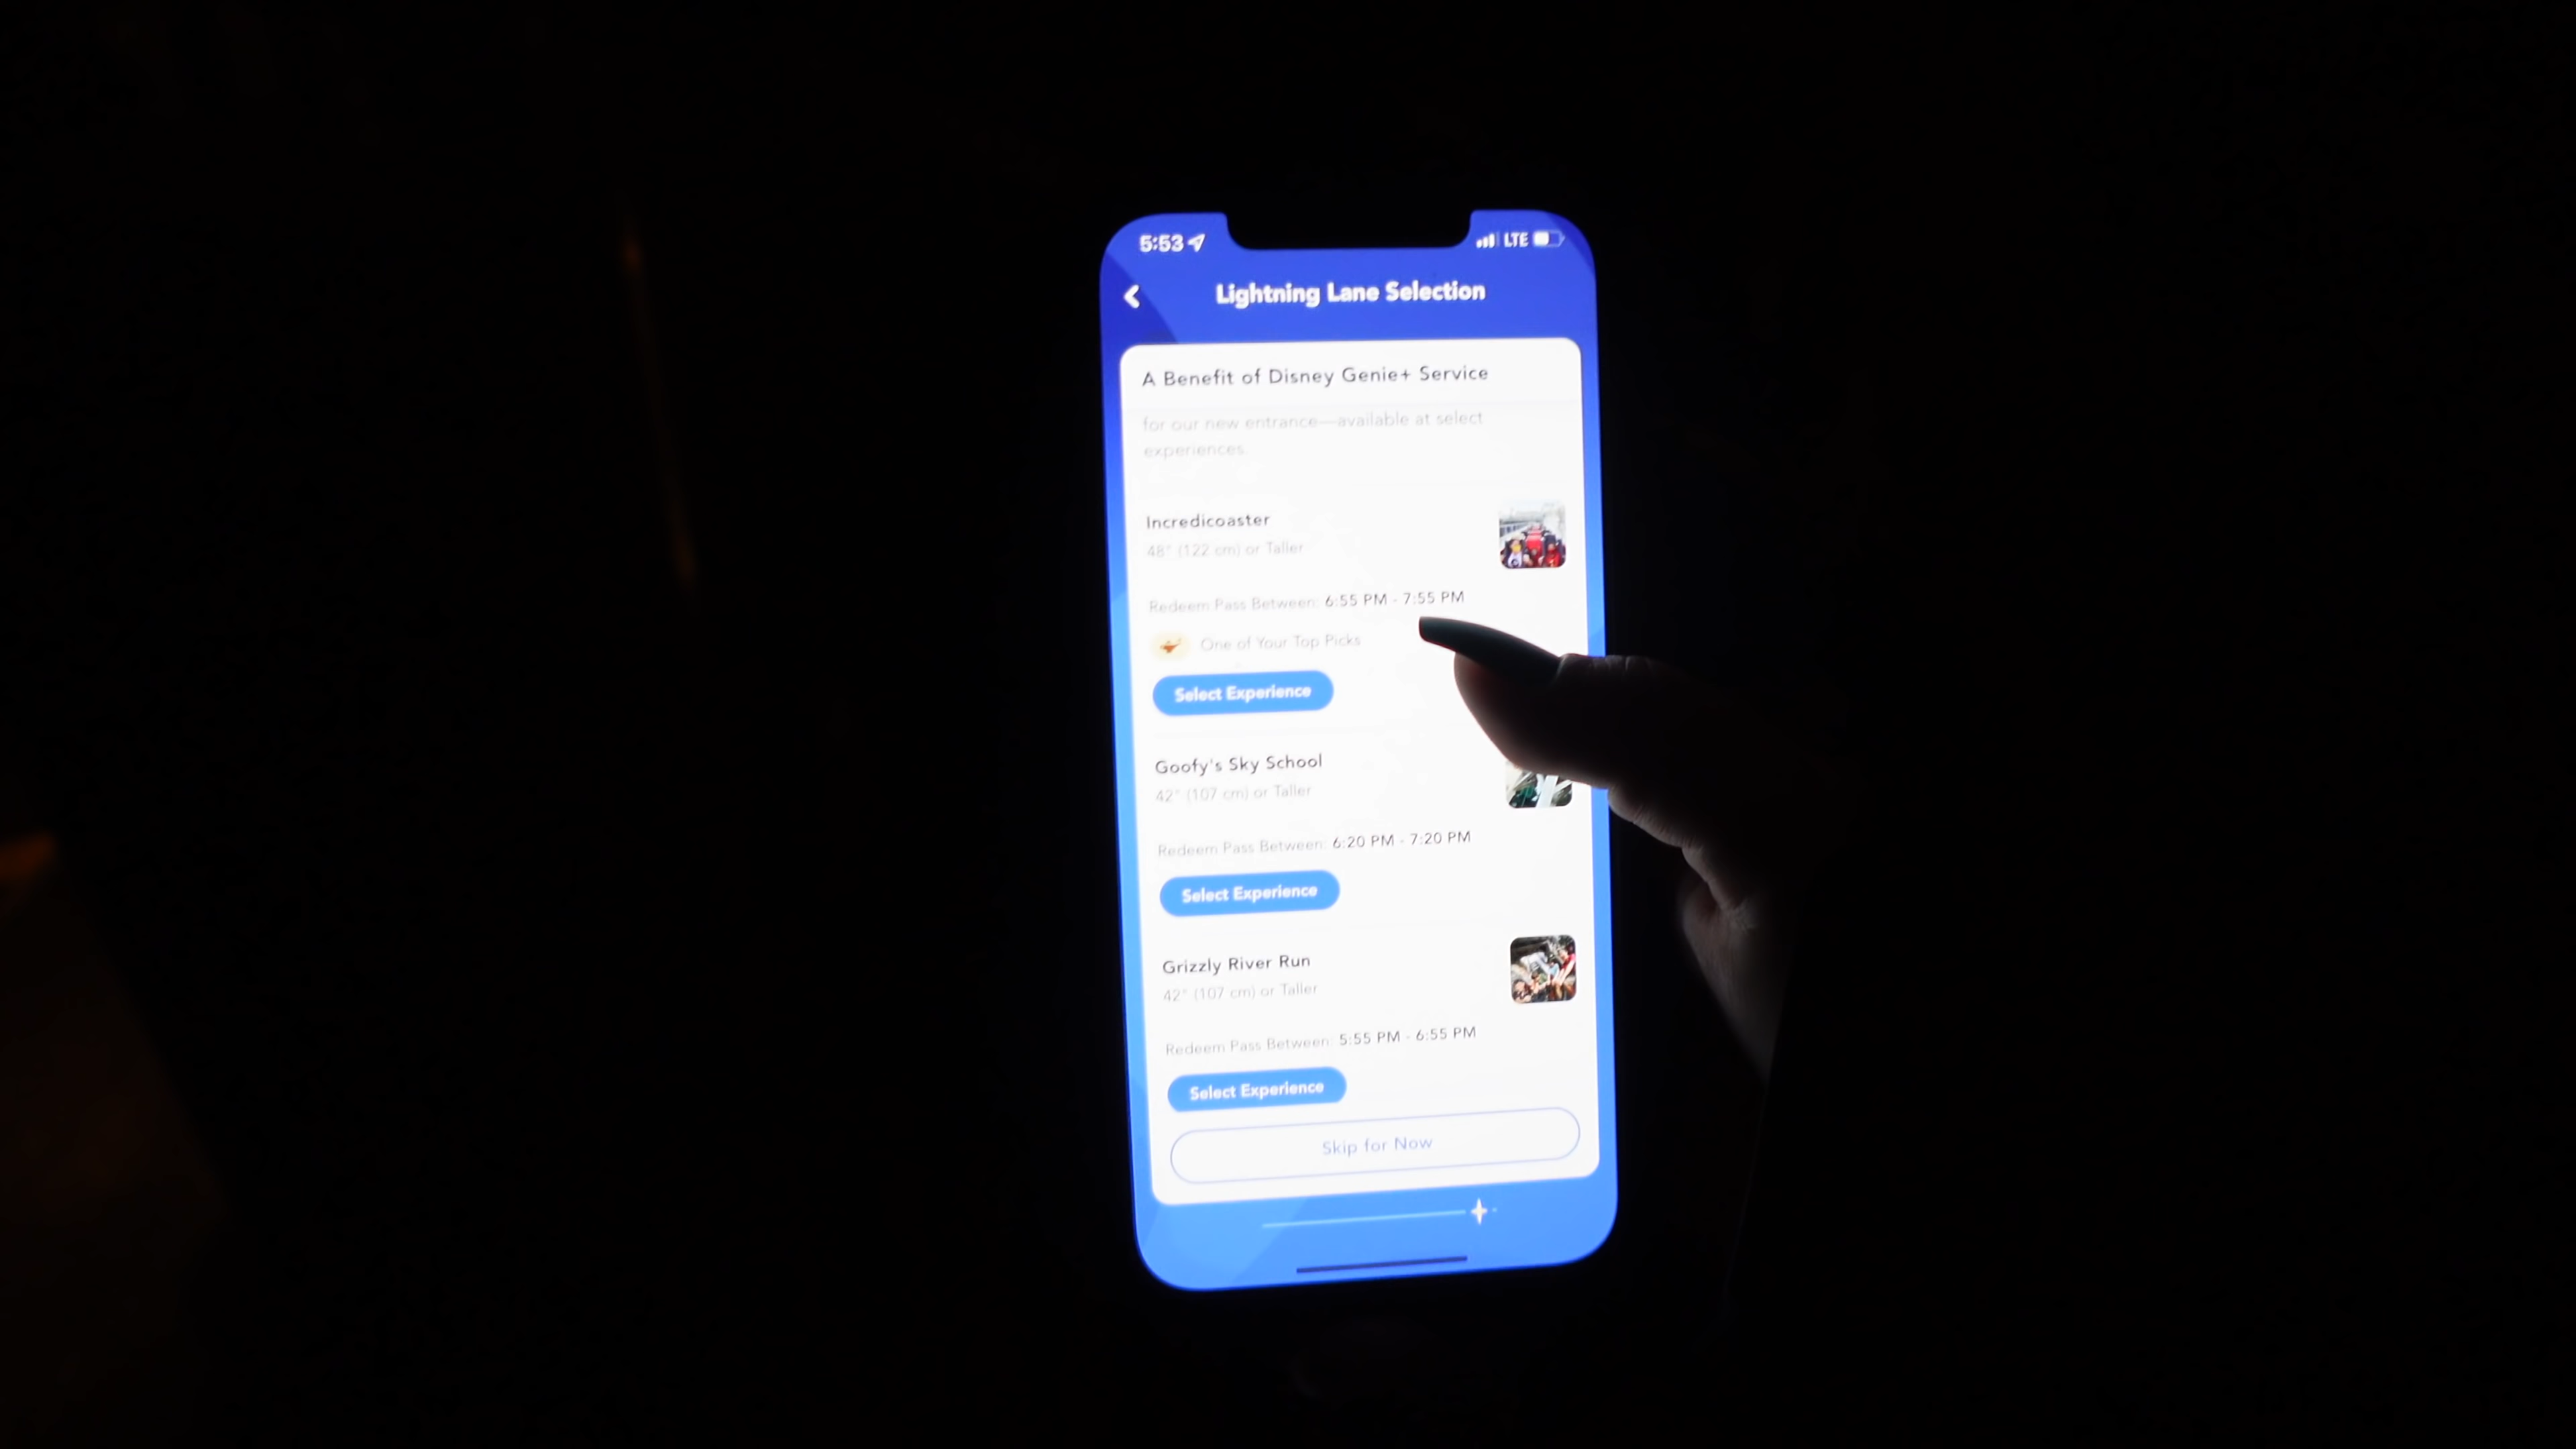 5:53 LTE
Lightning Lane Selection
A Benefit of Disney Genie+ Service
for our new entrance—available at select
experiences.
Incredicoaster
48" (122 cm) or Taller
Redeem Pass Between: 6:55 PM - 7:55 PM
One of Your Top Picks
Select Experience
Goofy's Sky School
42" (107 cm) or Taller
Redeem Pass Between: 6:20 PM - 7:20 PM
Select Experience
Grizzly River Run
42" (107 cm) or Taller
Redeem Pass Between: 5:55 PM - 6:55 PM
Select Experience
Skip for Now